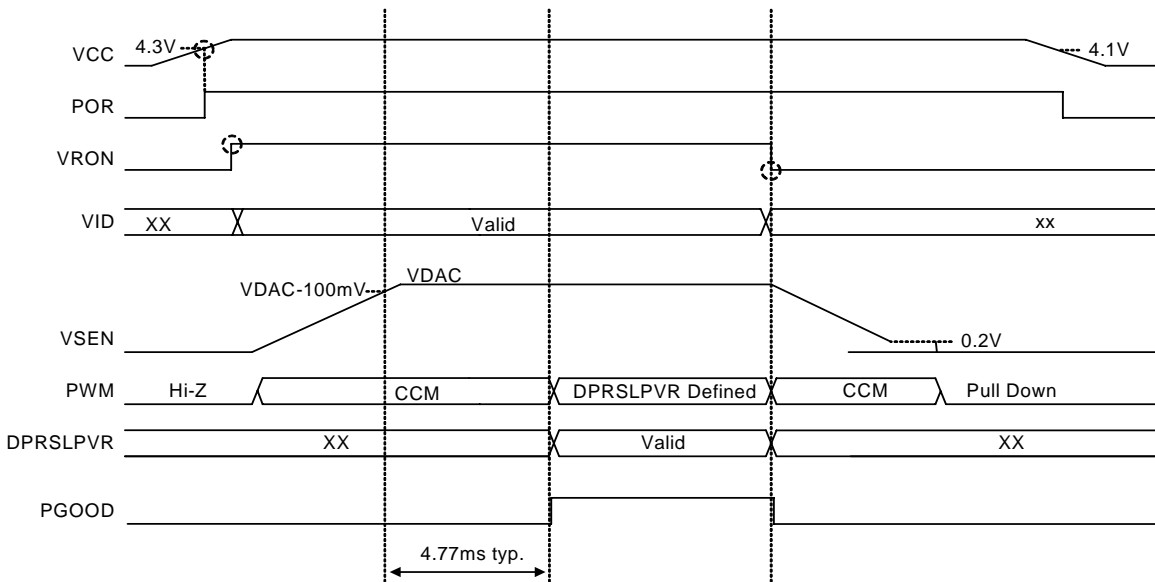 4.3V
VCC
4.1V
POR
VRON
VID XX Valid xx
VDAC
VDAC-100mV
VSEN
0.2V
PWM Hi-Z CCM DPRSLPVR Defined CCM Pull Down
DPRSLPVR XX Valid XX
PGOOD
4.77ms typ.